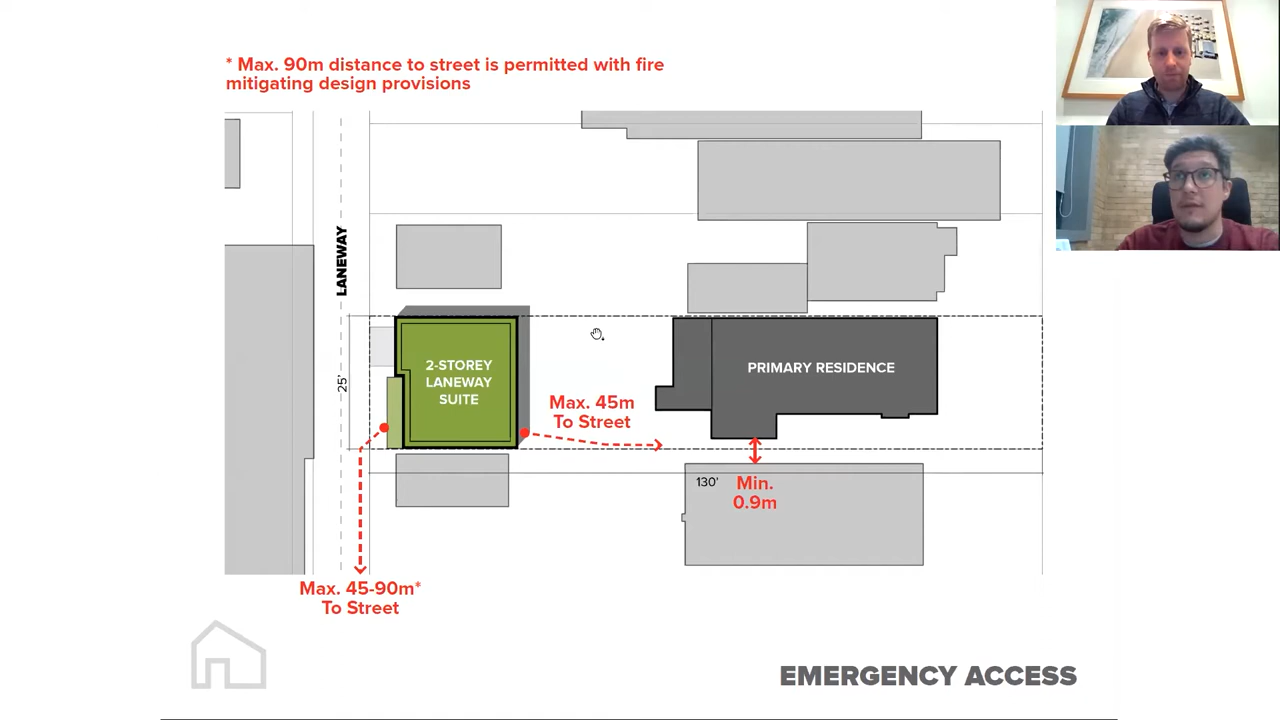 * Max. 90m distance to street is permitted with fire
mitigating design provisions
LANEWAY
25'
2-STOREY
LANEWAY
SUITE
Max. 45m
To Street
PRIMARY RESIDENCE
130'
Min.
0.9m
Max. 45-90m*
To Street
EMERGENCY ACCESS